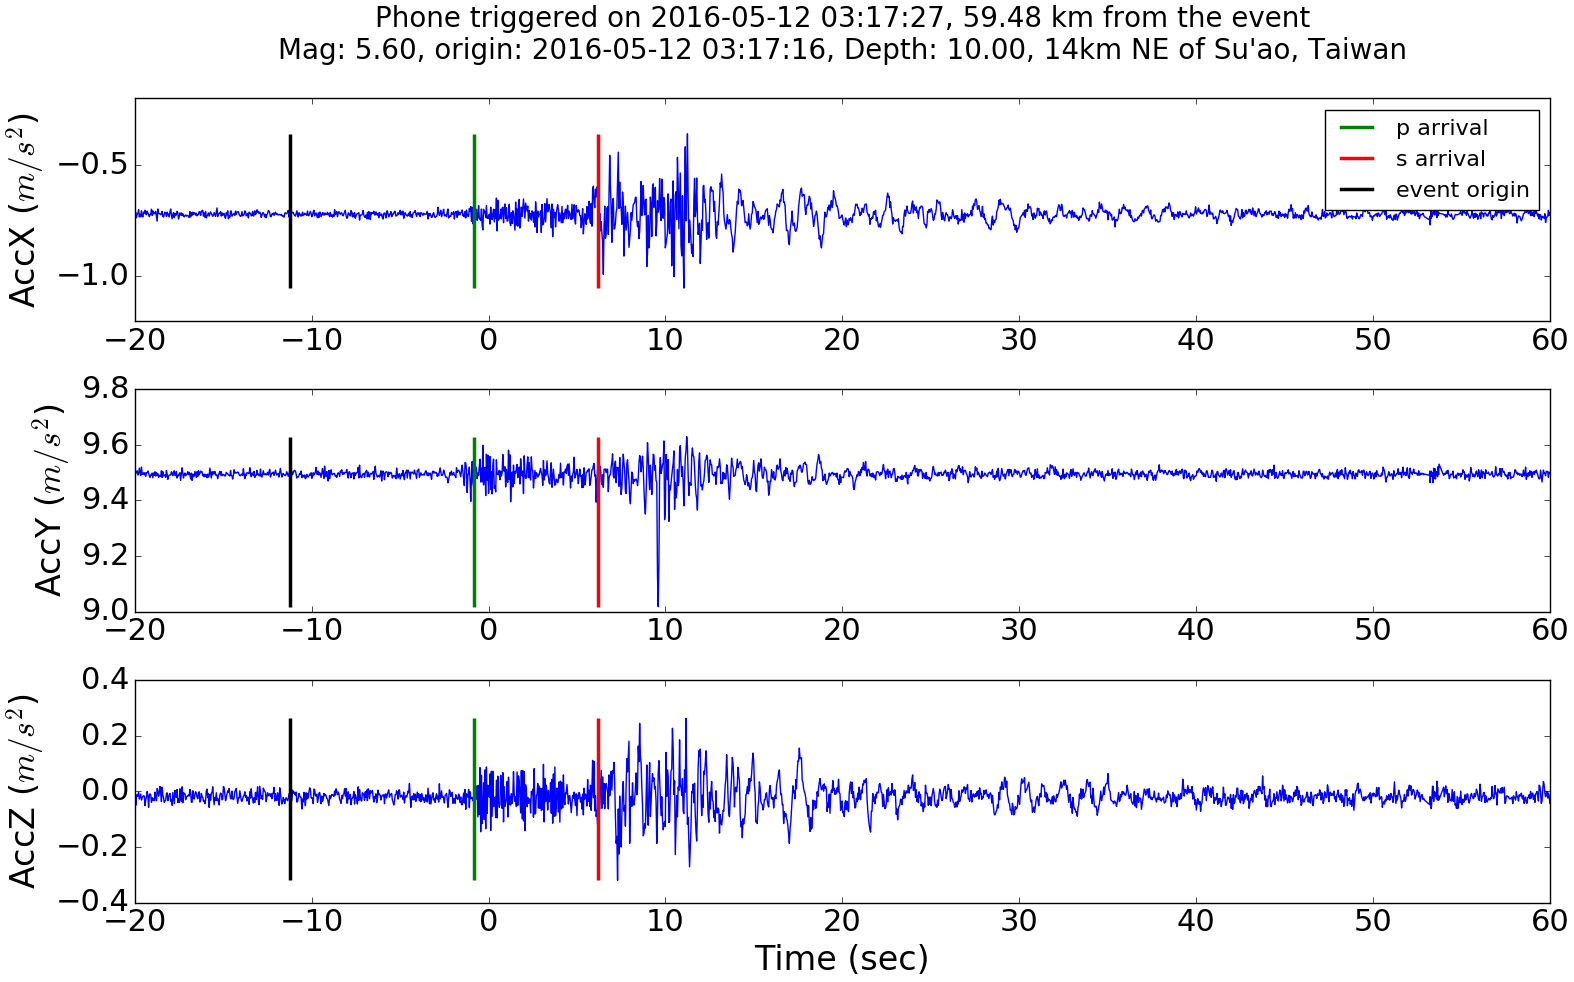 Phone triggered on 2016-05-12 03:17:27, 59.48 km from the event
Mag: 5.60, origin: 2016-05-12 03:17:16, Depth: 10.00, 14km NE of Su'ao, Taiwan
AccX (m/s²)
−0.5
−1.0
p arrival
s arrival
event origin
−20 −10 0 10 20 30 40 50 60
AccY (m/s²)
9.8
9.6
9.4
9.2
9.0
−20 −10 0 10 20 30 40 50 60
AccZ (m/s²)
0.4
0.2
0.0
−0.2
−0.4
−20 −10 0 10 20 30 40 50 60
Time (sec)